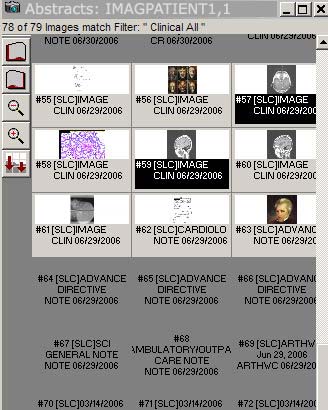 Abstracts: IMAGPATIENT1,1
78 of 79 Images match Filter: " Clinical All "
NOTE 06/30/2006
CR 06/30/2006
CLIN 06/29/2006
#55 [SLC]IMAGE
CLIN 06/29/2006
#56 [SLC]IMAGE
CLIN 06/29/2006
#57 [SLC]IMAGE
CLIN 06/29/2006
#58 [SLC]IMAGE
CLIN 06/29/2006
#59 [SLC]IMAGE
CLIN 06/29/2006
#60 [SLC]IMAGE
CLIN 06/29/2006
#61[SLC]IMAGE
CLIN 06/29/2006
#62 [SLC]CARDIOLO
NOTE 06/29/2006
#63 [SLC]ADVANC
NOTE 06/29/2006
#64 [SLC]ADVANCE
DIRECTIVE
NOTE 06/29/2006
#65 [SLC]ADVANCE
DIRECTIVE
NOTE 06/29/2006
#66 [SLC]ADVANCE
DIRECTIVE
NOTE 06/29/2006
#67 [SLC]SCI
GENERAL NOTE
NOTE 06/29/2006
#68
AMBULATORY/OUTPA
CARE NOTE
NOTE 06/29/2006
#69 [SLC]ARTHW
Jun 29, 2006
ARTHWC 06/29/2006
#70 [SLC]03/14/2006
#71[SLC]03/14/2006
#72 [SLC]03/14/2006